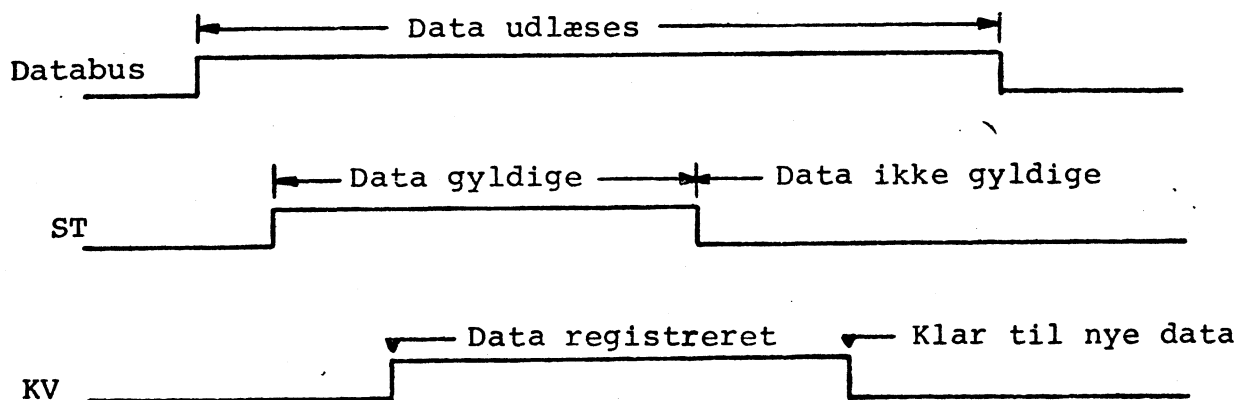 Data udlæses
Databus
Data gyldige Data ikke gyldige
ST
Data registreret Klar til nye data
KV